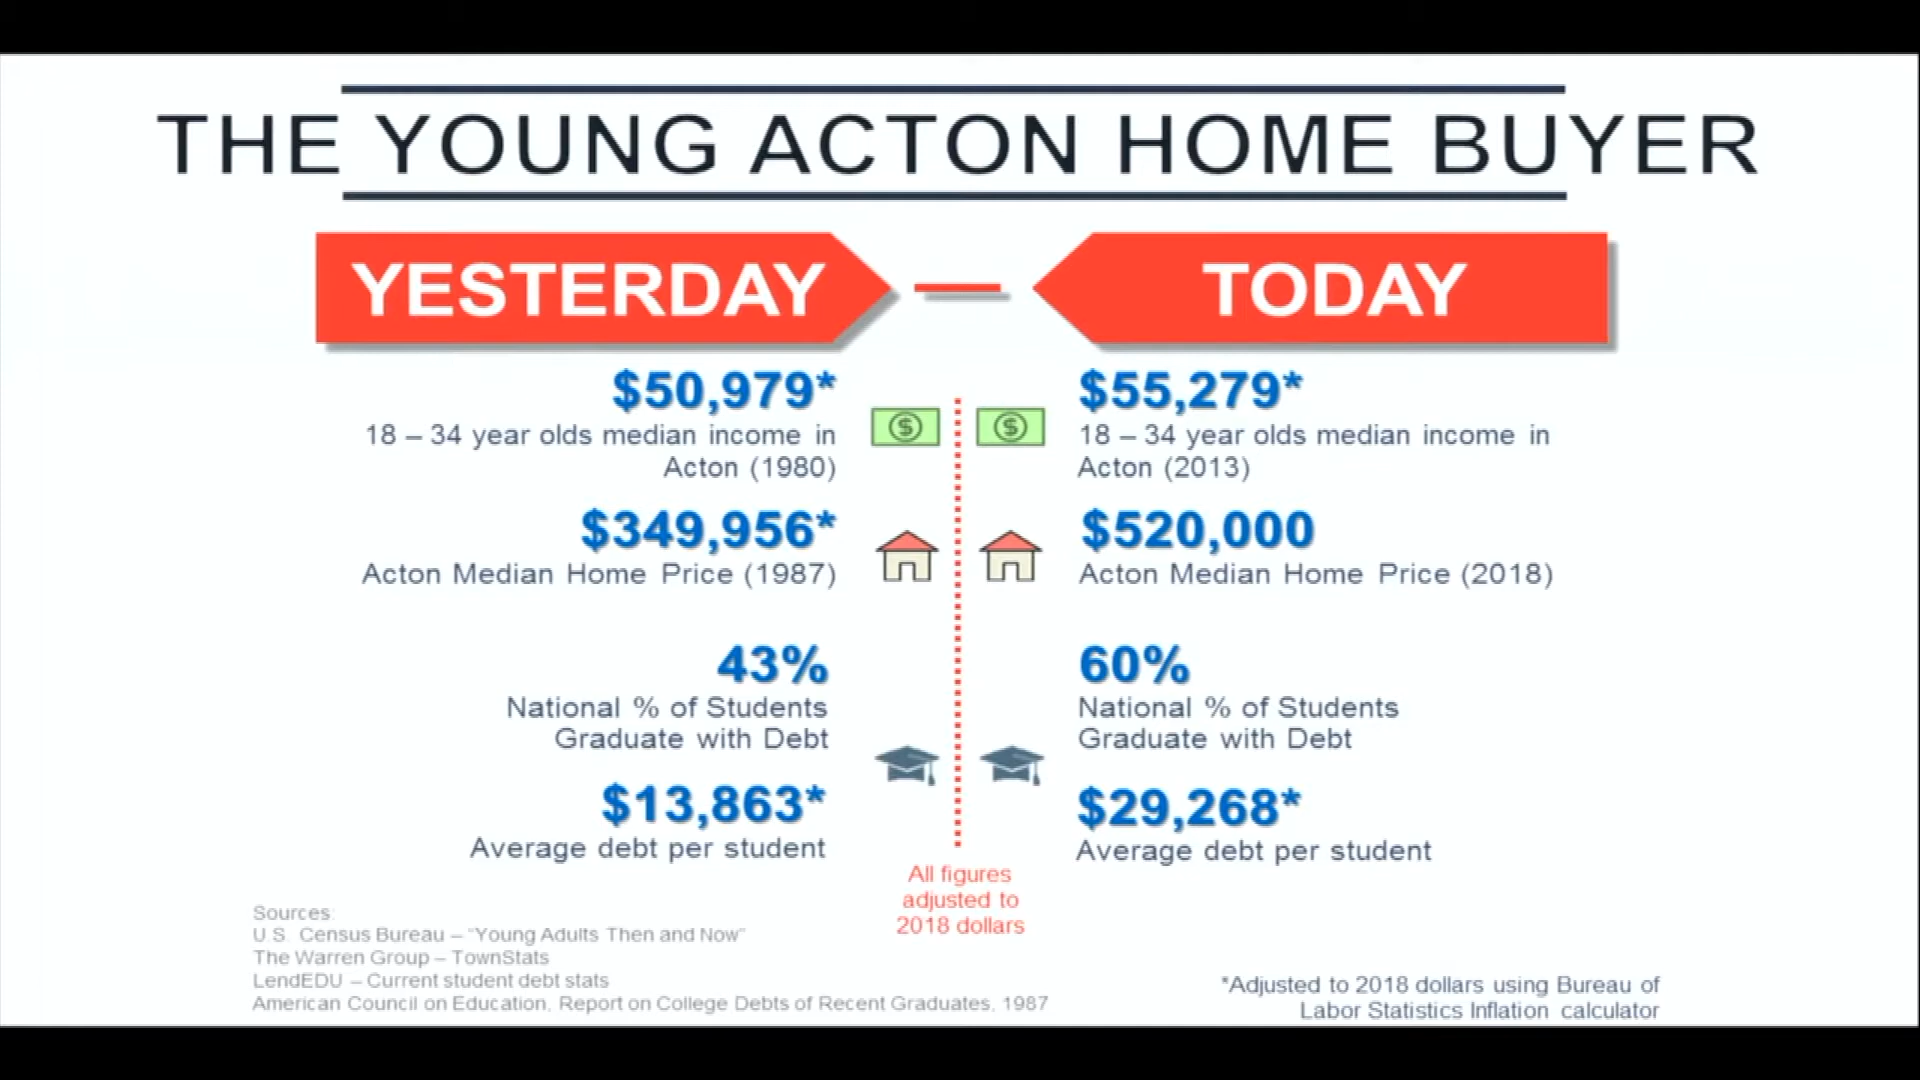 THE YOUNG ACTON HOME BUYER
YESTERDAY
TODAY
$50,979*
18 – 34 year olds median income in
Acton (1980)
$55,279*
18 – 34 year olds median income in
Acton (2013)
$349,956*
Acton Median Home Price (1987)
$520,000
Acton Median Home Price (2018)
43%
National % of Students
Graduate with Debt
60%
National % of Students
Graduate with Debt
$13,863*
Average debt per student
$29,268*
Average debt per student
All figures
adjusted to
2018 dollars
Sources:
U.S. Census Bureau – “Young Adults Then and Now”
The Warren Group – TownStats
LendEDU – Current student debt stats
American Council on Education, Report on College Debts of Recent Graduates, 1987
*Adjusted to 2018 dollars using Bureau of
Labor Statistics Inflation calculator